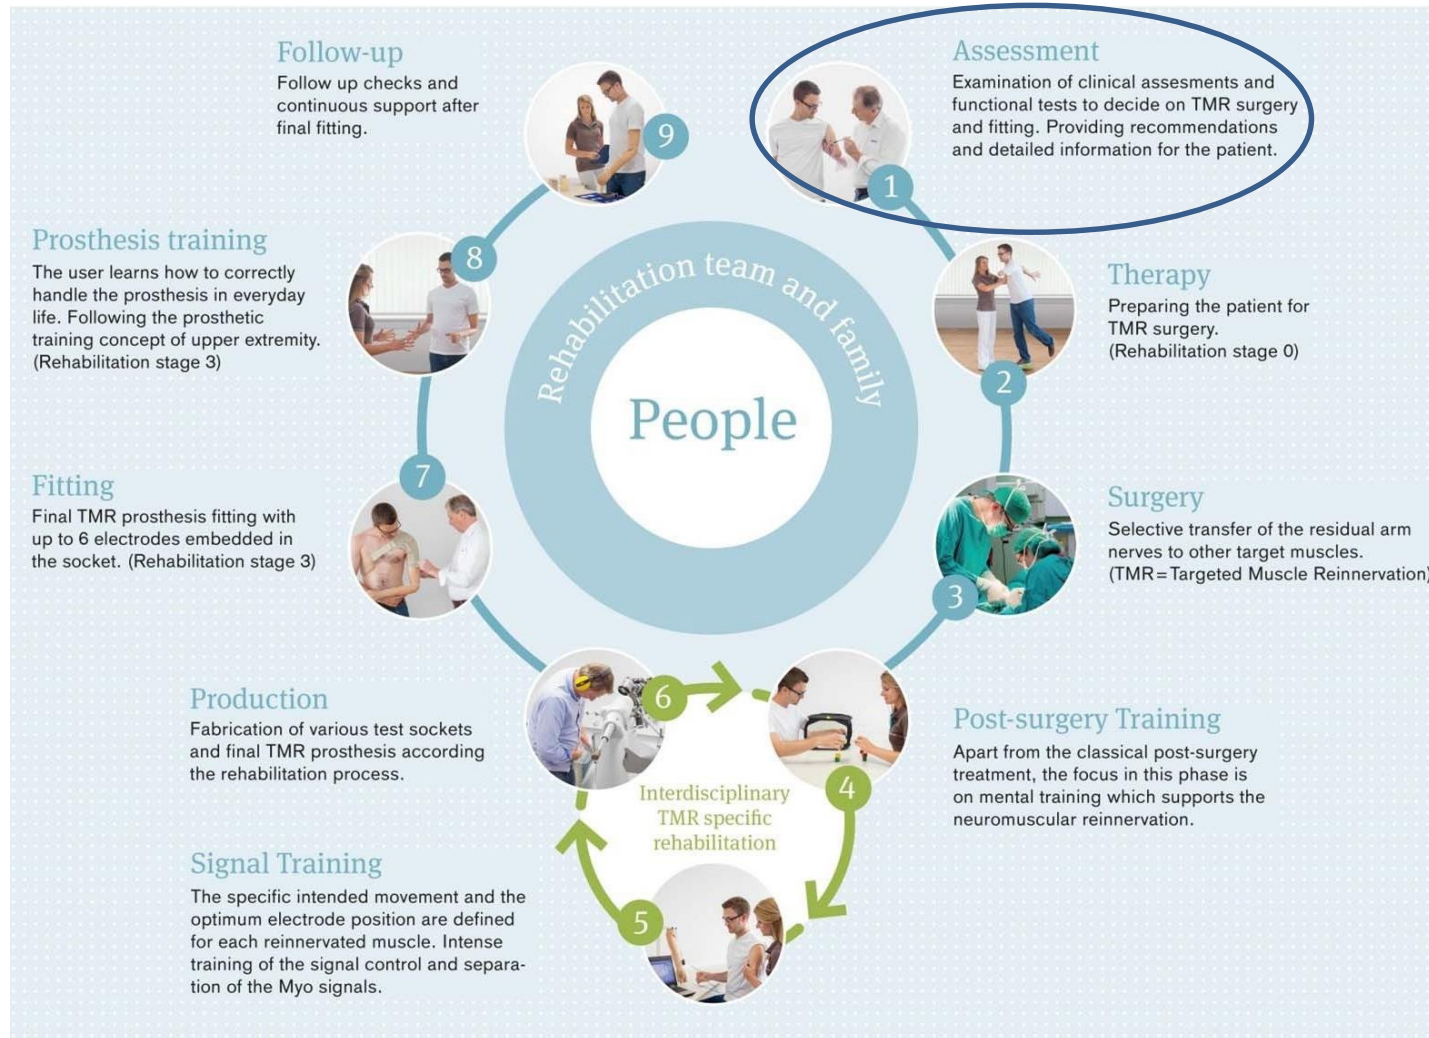 Follow-up
Follow up checks and
continuous support after
final fitting.
9
Assessment
Examination of clinical assesments and
functional tests to decide on TMR surgery
and fitting. Providing recommendations
and detailed information for the patient.
1
Prosthesis training
The user learns how to correctly
handle the prosthesis in everyday
life. Following the prosthetic
training concept of upper extremity.
(Rehabilitation stage 3)
8
Therapy
Preparing the patient for
TMR surgery.
(Rehabilitation stage 0)
2
Rehabilitation team and family
People
Fitting
Final TMR prosthesis fitting with
up to 6 electrodes embedded in
the socket. (Rehabilitation stage 3)
7
Surgery
Selective transfer of the residual arm
nerves to other target muscles.
(TMR=Targeted Muscle Reinnervation)
3
Production
Fabrication of various test sockets
and final TMR prosthesis according
the rehabilitation process.
6
Post-surgery Training
Apart from the classical post-surgery
treatment, the focus in this phase is
on mental training which supports the
neuromuscular reinnervation.
4
Interdisciplinary
TMR specific
rehabilitation
Signal Training
The specific intended movement and the
optimum electrode position are defined
for each reinnervated muscle. Intense
training of the signal control and separa-
tion of the Myo signals.
5